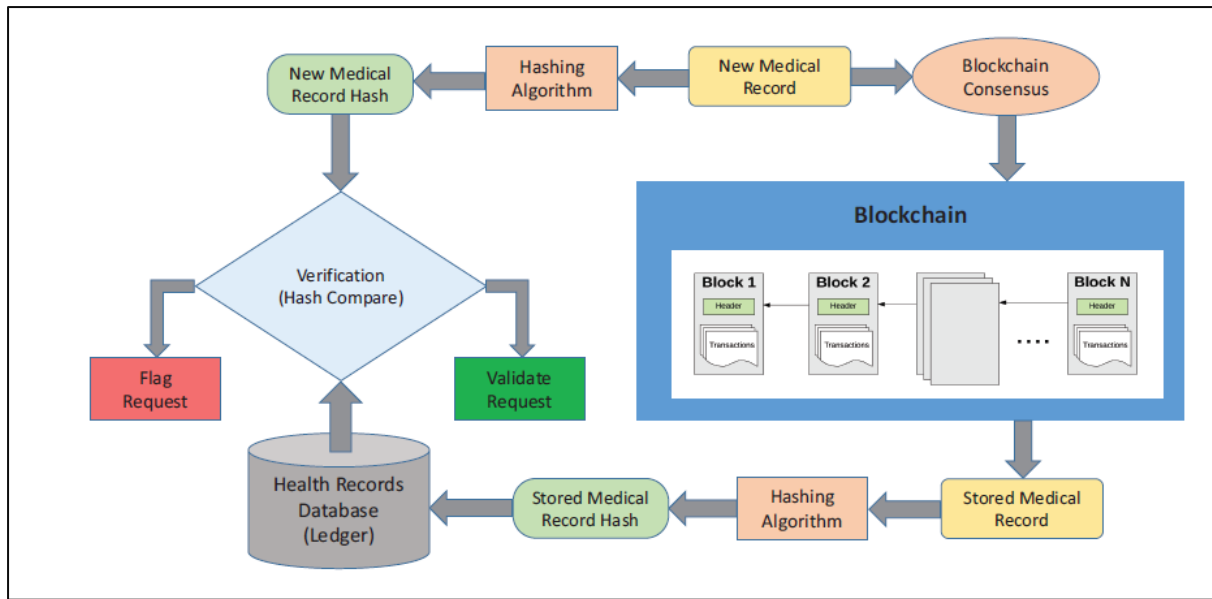 New Medical
Record Hash
Hashing
Algorithm
New Medical
Record
Blockchain
Consensus
Blockchain
Block 1
Header
Transactions
Block 2
Header
Transactions
....
Block N
Header
Transactions
Verification
(Hash Compare)
Flag
Request
Validate
Request
Health Records
Database
(Ledger)
Stored Medical
Record Hash
Hashing
Algorithm
Stored Medical
Record